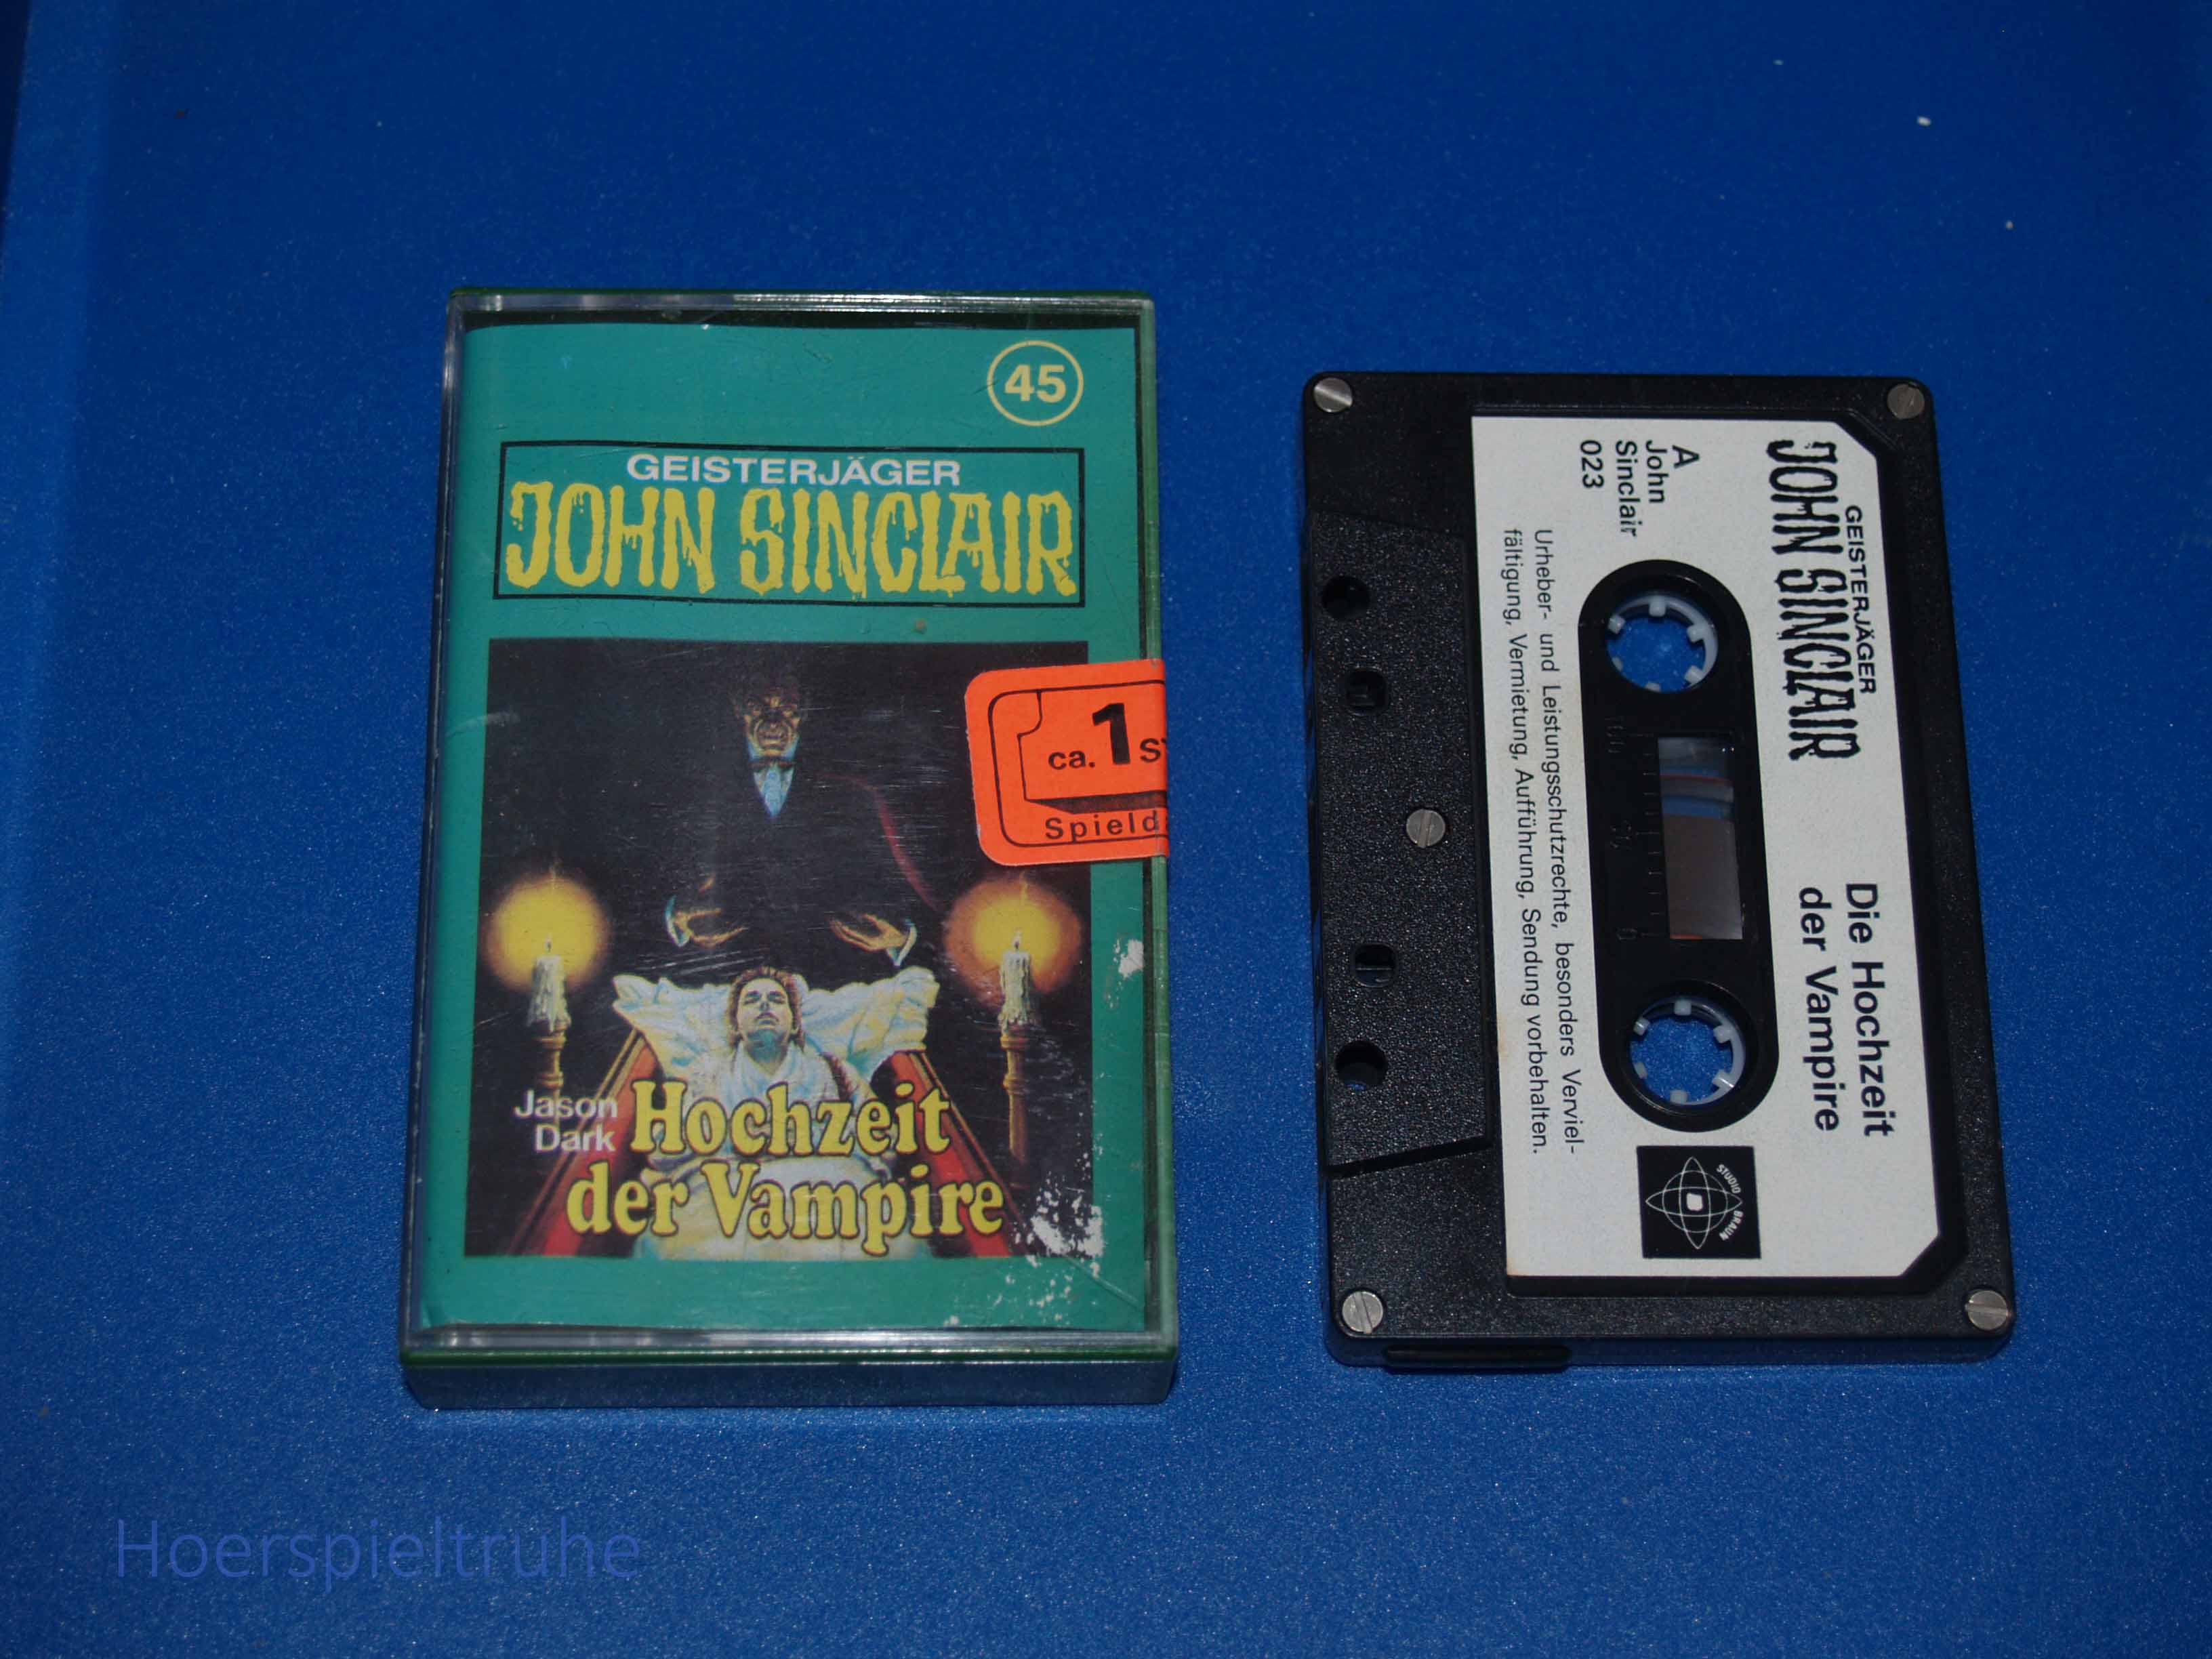 45
GEISTERJÄGER
JOHN SINCLAIR
ca. 1 S
Spield
Jason
Dark
Hochzeit
der Vampire
GEISTERJÄGER
JOHN SINCLAIR
Die Hochzeit
der Vampire
A
John
Sinclair
023
STUDIO BRAUN
Urheber- und Leistungsschutzrechte, besonders Verviel-
fältigung, Vermietung, Aufführung, Sendung vorbehalten.
Hoerspieltruhe